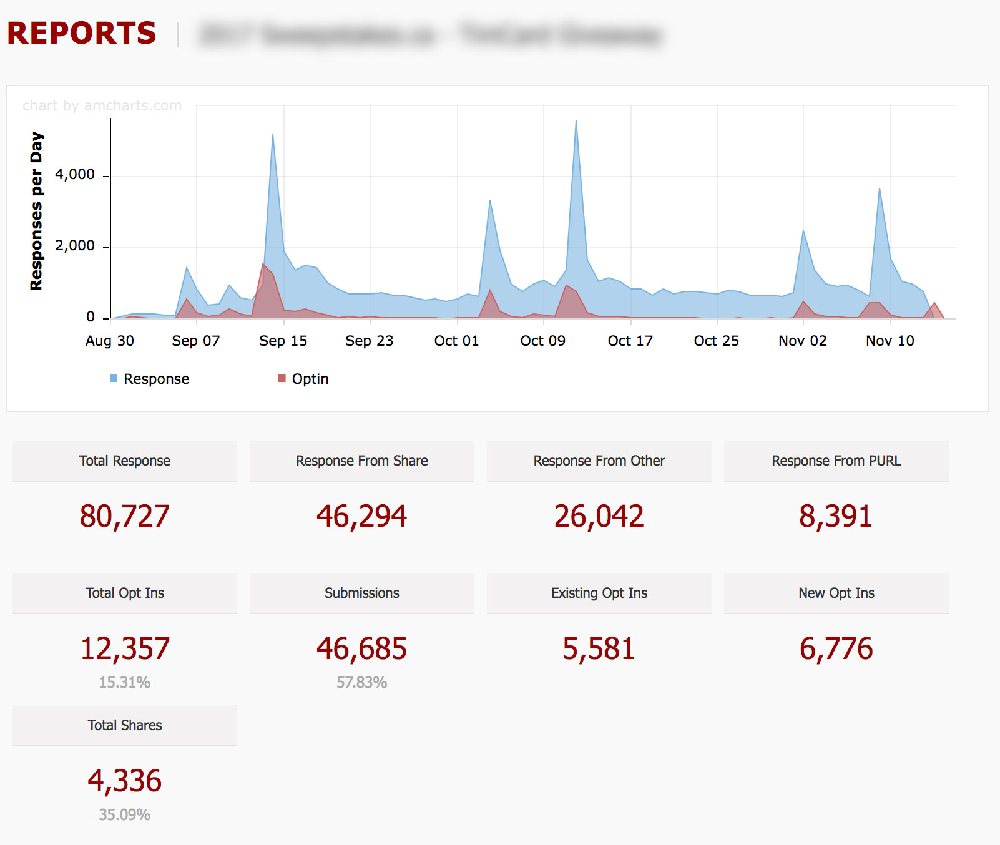 REPORTS
chart by amcharts.com
Responses per Day
4,000
2,000
0
Aug 30 Sep 07 Sep 15 Sep 23 Oct 01 Oct 09 Oct 17 Oct 25 Nov 02 Nov 10
Response Optin
Total Response Response From Share Response From Other Response From PURL
80,727 46,294 26,042 8,391
Total Opt Ins Submissions Existing Opt Ins New Opt Ins
12,357 46,685 5,581 6,776
15.31% 57.83%
Total Shares
4,336
35.09%